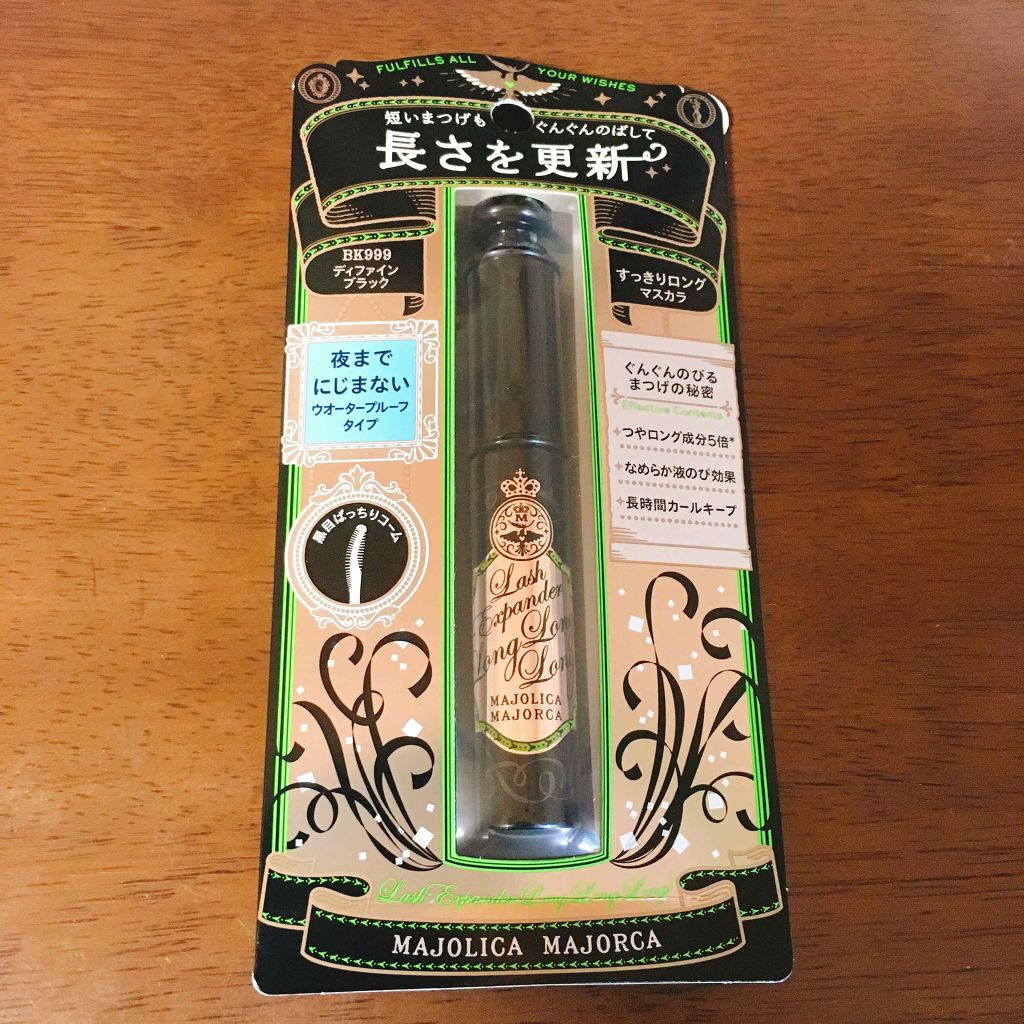 FULFILLS ALL YOUR WISHES
短いまつげも ぐんぐんのばして
長さを更新
BK999
ディファイン
ブラック
すっきりロング
マスカラ
夜まで
にじまない
ウオータープルーフ
タイプ
ぐんぐんのびる
まつげの秘密
Effective Contents
つやロング成分5倍*
なめらか液のび効果
長時間カールキープ
黒目ぱっちりコーム
M
Lash
Expander
Long Long
Long
MAJOLICA
MAJORCA
Lash Expander Long Long Long
MAJOLICA MAJORCA